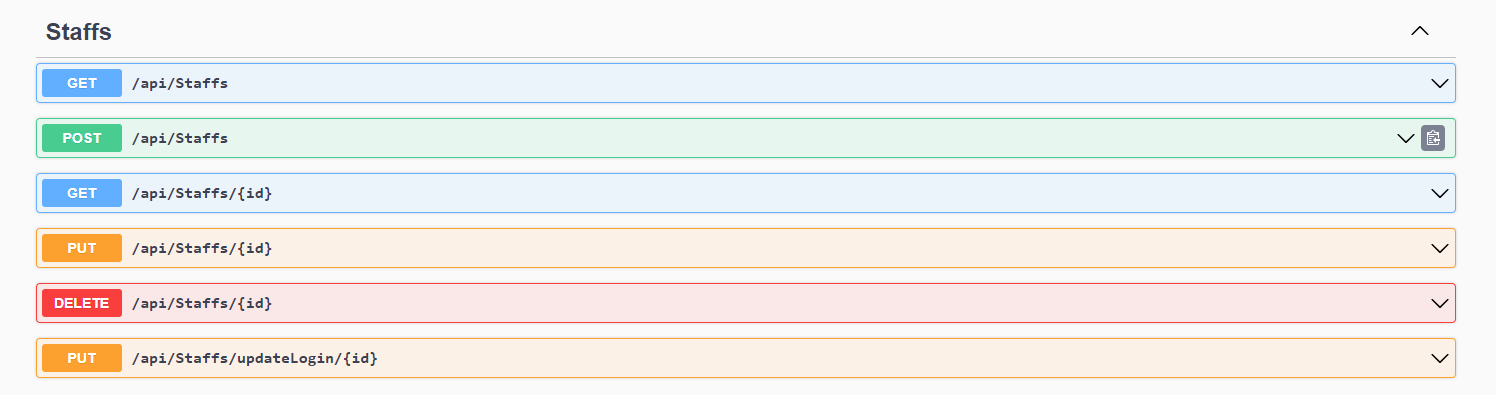 Staffs
GET /api/Staffs
POST /api/Staffs
GET /api/Staffs/{id}
PUT /api/Staffs/{id}
DELETE /api/Staffs/{id}
PUT /api/Staffs/updateLogin/{id}